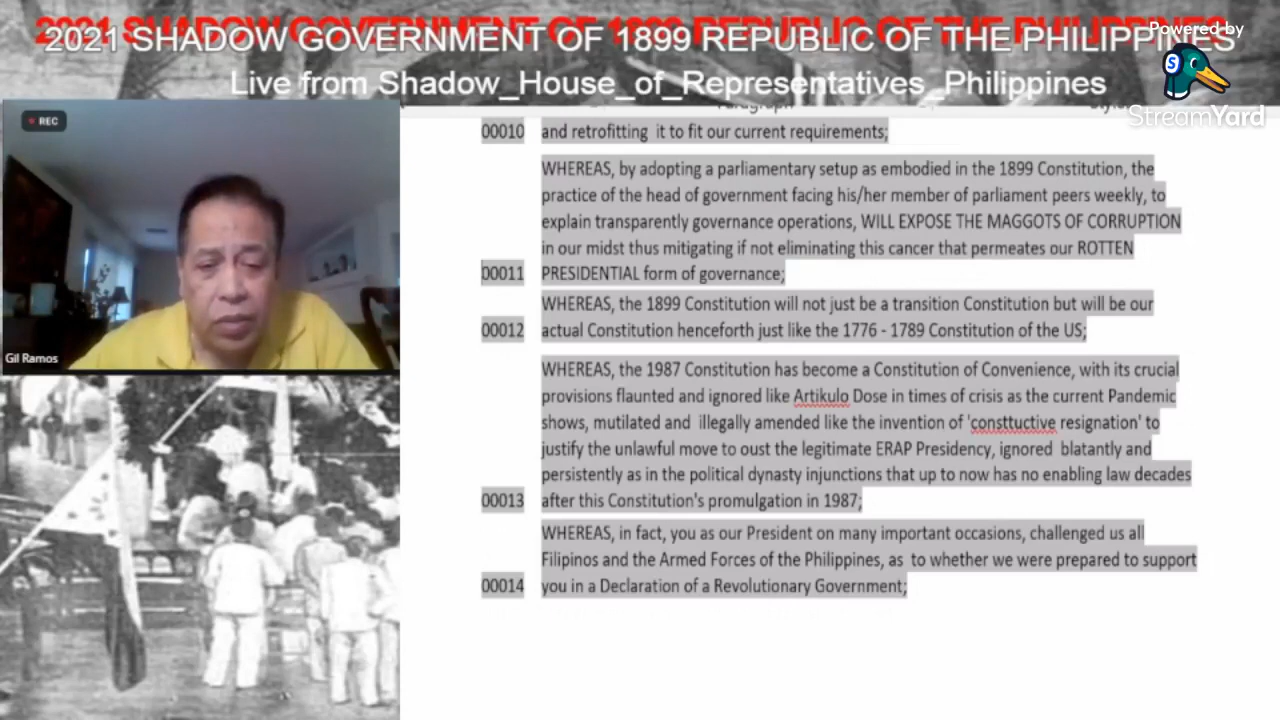 2021 SHADOW GOVERNMENT OF 1899 REPUBLIC OF THE PHILIPPINES
Powered by
Live from Shadow_House_of_Representatives_Philippines
S
StreamYard
REC
Paragraph
00010 and retrofitting it to fit our current requirements;
WHEREAS, by adopting a parliamentary setup as embodied in the 1899 Constitution, the
practice of the head of government facing his/her member of parliament peers weekly, to
explain transparently governance operations, WILL EXPOSE THE MAGGOTS OF CORRUPTION
in our midst thus mitigating if not eliminating this cancer that permeates our ROTTEN
00011 PRESIDENTIAL form of governance;
WHEREAS, the 1899 Constitution will not just be a transition Constitution but will be our
00012 actual Constitution henceforth just like the 1776 - 1789 Constitution of the US;
Gil Ramos
WHEREAS, the 1987 Constitution has become a Constitution of Convenience, with its crucial
provisions flaunted and ignored like Artikulo Dose in times of crisis as the current Pandemic
shows, mutilated and illegally amended like the invention of 'consttuctive resignation' to
justify the unlawful move to oust the legitimate ERAP Presidency, ignored blatantly and
persistently as in the political dynasty injunctions that up to now has no enabling law decades
00013 after this Constitution's promulgation in 1987;
WHEREAS, in fact, you as our President on many important occasions, challenged us all
Filipinos and the Armed Forces of the Philippines, as to whether we were prepared to support
00014 you in a Declaration of a Revolutionary Government;